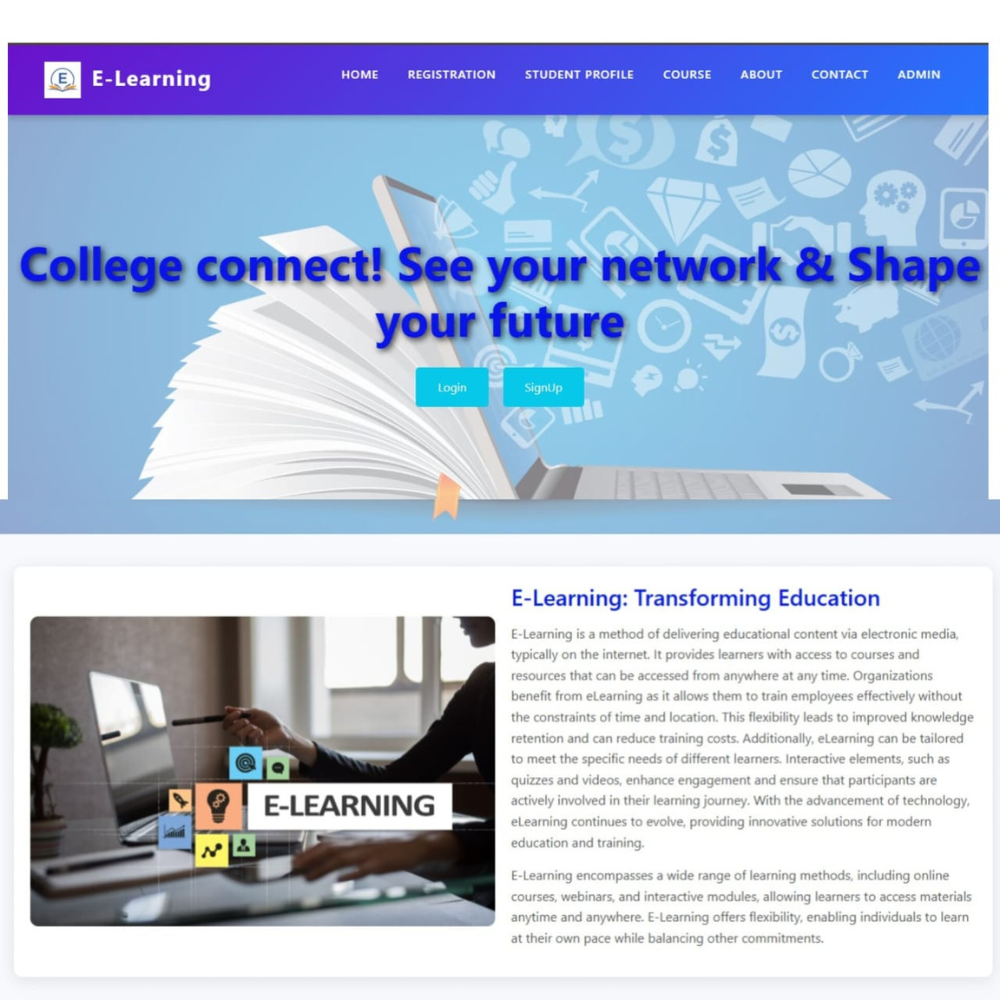 E
E-Learning
HOME REGISTRATION STUDENT PROFILE COURSE ABOUT CONTACT ADMIN
College connect! See your network & Shape
your future
Login SignUp
E-LEARNING
E-Learning: Transforming Education
E-Learning is a method of delivering educational content via electronic media,
typically on the internet. It provides learners with access to courses and
resources that can be accessed from anywhere at any time. Organizations
benefit from eLearning as it allows them to train employees effectively without
the constraints of time and location. This flexibility leads to improved knowledge
retention and can reduce training costs. Additionally, eLearning can be tailored
to meet the specific needs of different learners. Interactive elements, such as
quizzes and videos, enhance engagement and ensure that participants are
actively involved in their learning journey. With the advancement of technology,
eLearning continues to evolve, providing innovative solutions for modern
education and training.
E-Learning encompasses a wide range of learning methods, including online
courses, webinars, and interactive modules, allowing learners to access materials
anytime and anywhere. E-Learning offers flexibility, enabling individuals to learn
at their own pace while balancing other commitments.